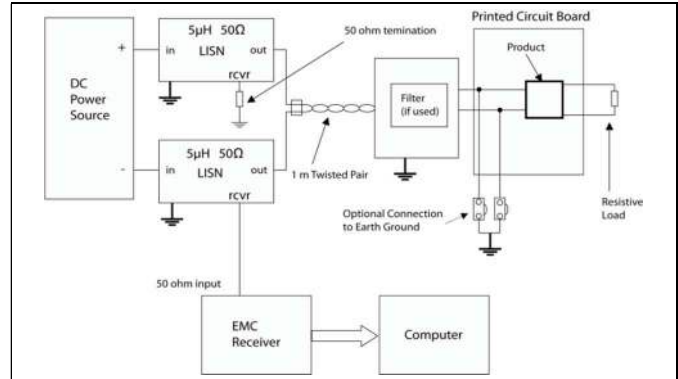 Printed Circuit Board
5µH 50Ω
LISN
in
out
rcvr
50 ohm temination
+
DC
Power
Source
-
Product
Filter
(if used)
5µH 50Ω
LISN
in
out
rcvr
1 m Twisted Pair
Optional Connection
to Earth Ground
Resistive
Load
50 ohm input
EMC
Receiver
Computer